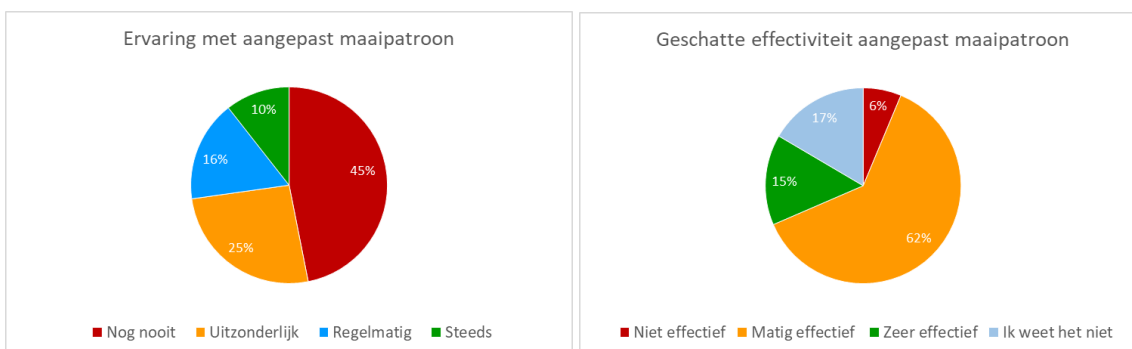 Ervaring met aangepast maaipatroon
10%
16%
45%
25%
Nog nooit Uitzonderlijk Regelmatig Steeds
Geschatte effectiviteit aangepast maaipatroon
6%
17%
15%
62%
Niet effectief Matig effectief Zeer effectief Ik weet het niet